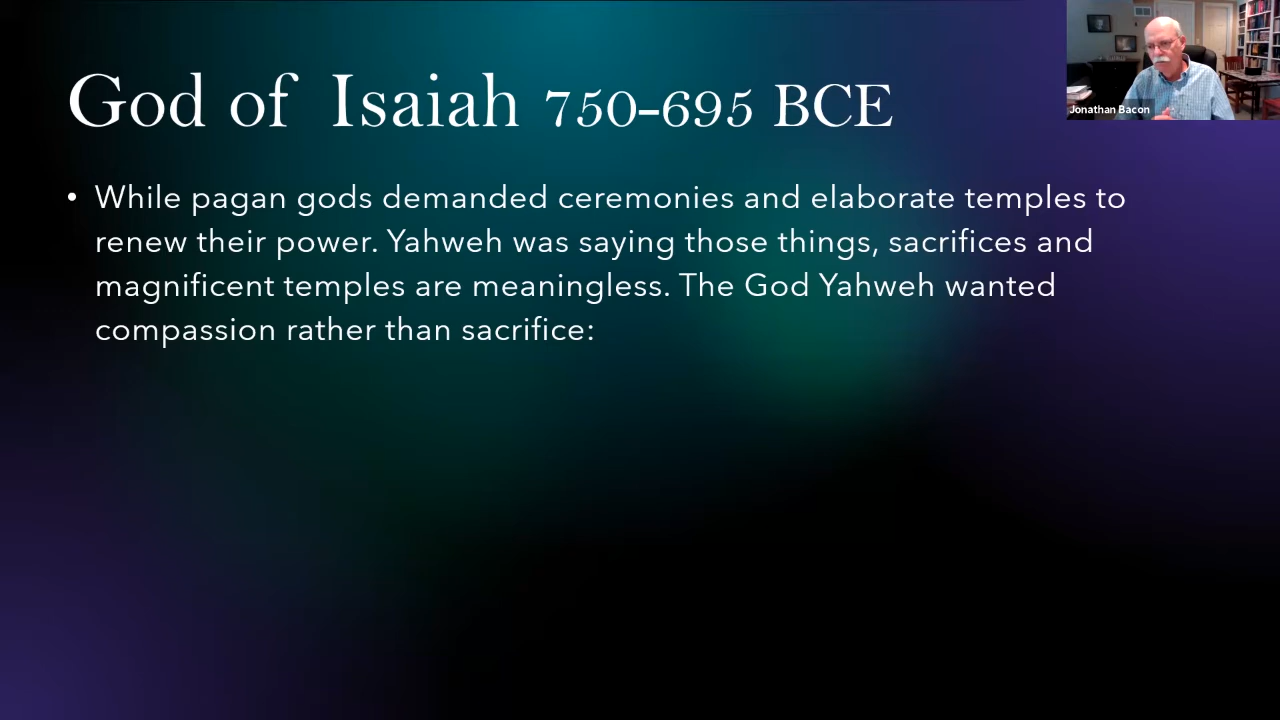 God of Isaiah 750-695 BCE
Jonathan Bacon
• While pagan gods demanded ceremonies and elaborate temples to
renew their power. Yahweh was saying those things, sacrifices and
magnificent temples are meaningless. The God Yahweh wanted
compassion rather than sacrifice: